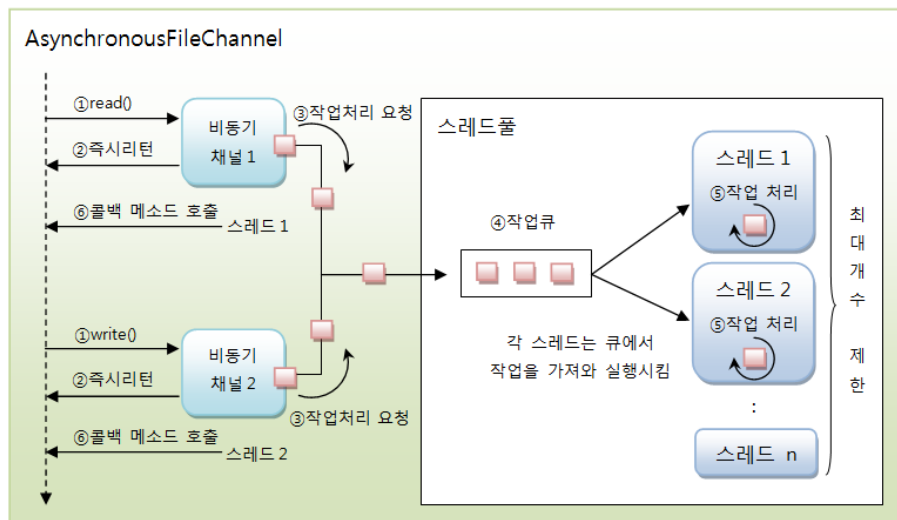 AsynchronousFileChannel
①read()
②즉시리턴
⑥콜백 메소드 호출
스레드 1
비동기
채널 1
③작업처리 요청
①write()
②즉시리턴
⑥콜백 메소드 호출
스레드 2
비동기
채널 2
③작업처리 요청
스레드풀
④작업큐
각 스레드는 큐에서
작업을 가져와 실행시킴
스레드 1
⑤작업 처리
스레드 2
⑤작업 처리
:
스레드 n
최
대
개
수
제
한